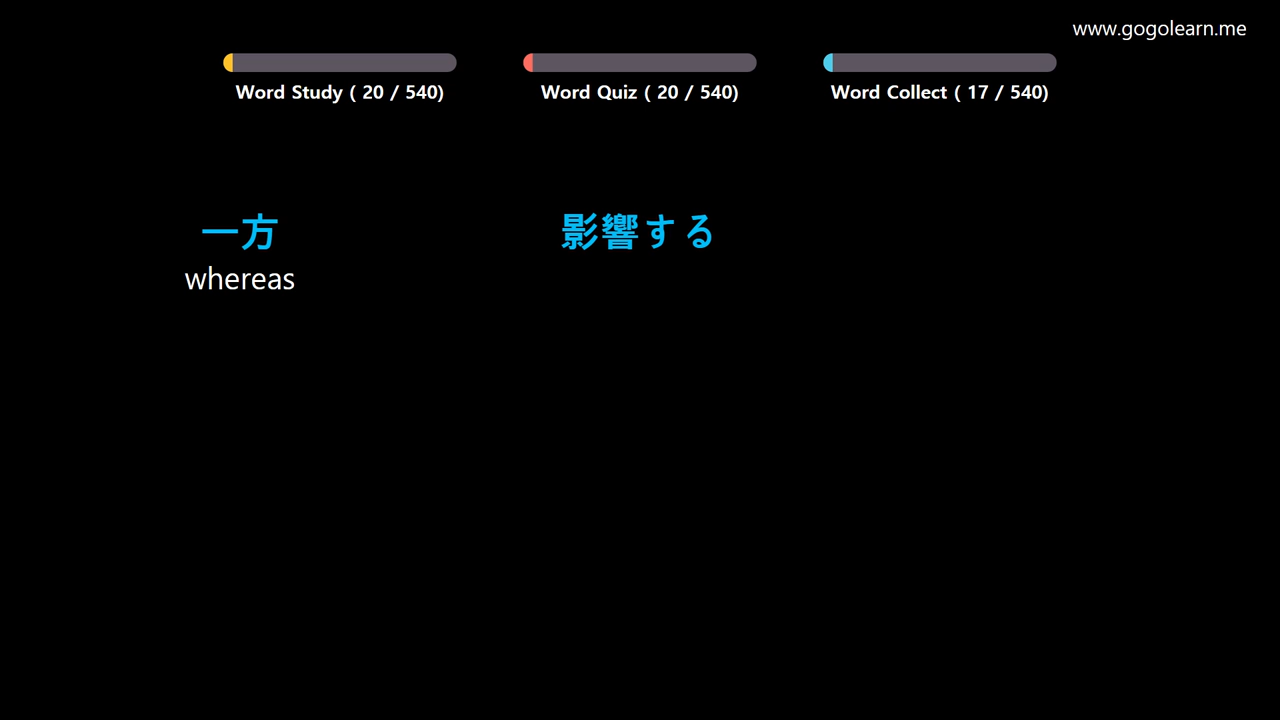 www.gogolearn.me
Word Study ( 20 / 540)
Word Quiz ( 20 / 540)
Word Collect ( 17 / 540)
一方
影響する
whereas